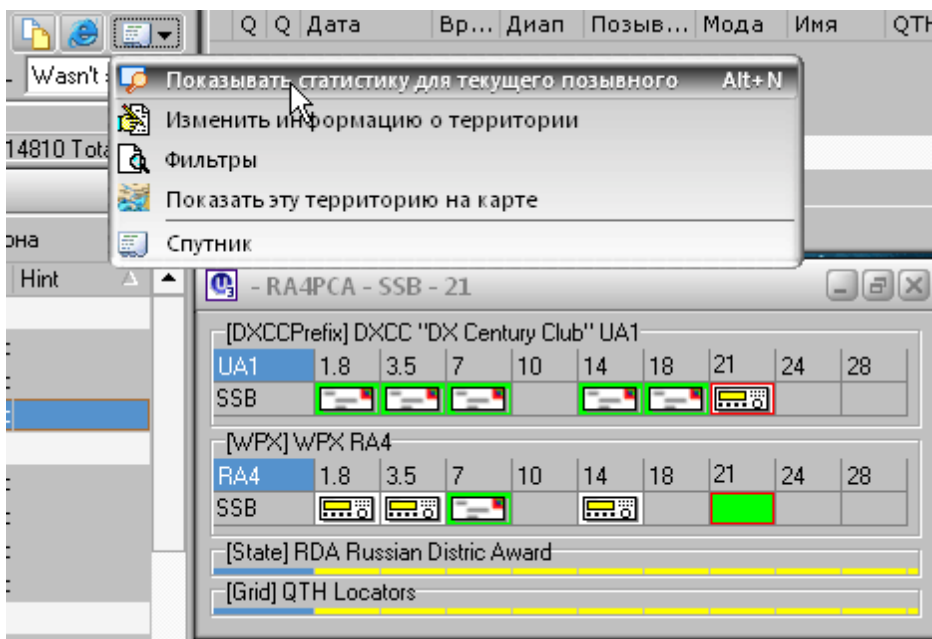 Q Q Дата Вр... Диап Позыв... Мода Имя QTH
Wasn't
Показывать статистику для текущего позывного Alt+N
Изменить информацию о территории
14810
Фильтры
Показать эту территорию на карте
Спутник
Hint
- RA4PCA - SSB - 21
[DXCCPrefix] DXCC "DX Century Club" UA1
UA1 1.8 3.5 7 10 14 18 21 24 28
SSB
[WPX] WPX RA4
RA4 1.8 3.5 7 10 14 18 21 24 28
SSB
[State] RDA Russian Distric Award
[Grid] QTH Locators